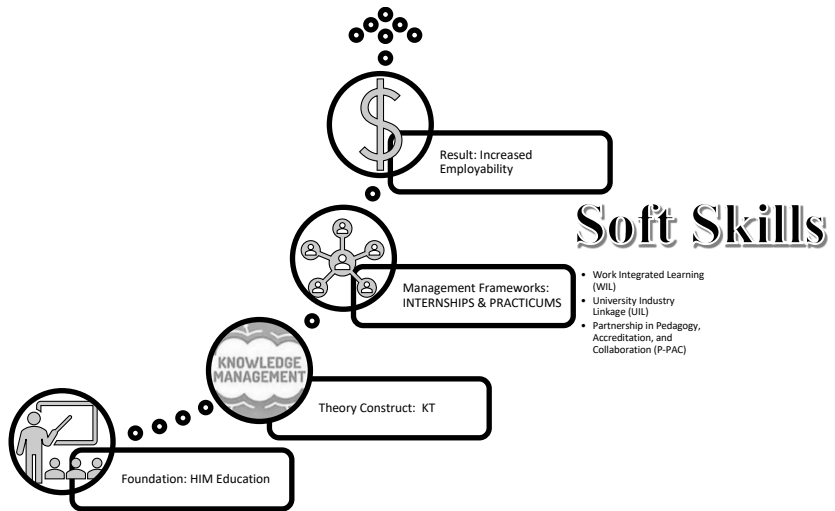 $
Result: Increased
Employability
Soft Skills
Management Frameworks:
INTERNSHIPS & PRACTICUMS
• Work Integrated Learning
(WIL)
• University Industry
Linkage (UIL)
• Partnership in Pedagogy,
Accreditation, and
Collaboration (P-PAC)
KNOWLEDGE
MANAGEMENT
Theory Construct: KT
Foundation: HIM Education